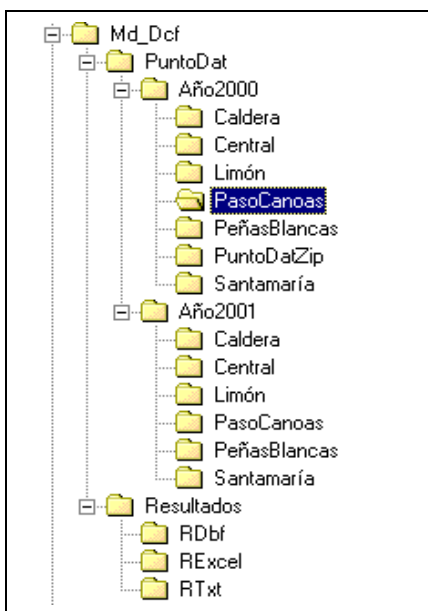 Md_Dcf
PuntoDat
Año2000
Caldera
Central
Limón
PasoCanoas
PeñasBlancas
PuntoDatZip
Santamaría
Año2001
Caldera
Central
Limón
PasoCanoas
PeñasBlancas
Santamaría
Resultados
RDbf
RExcel
RTxt